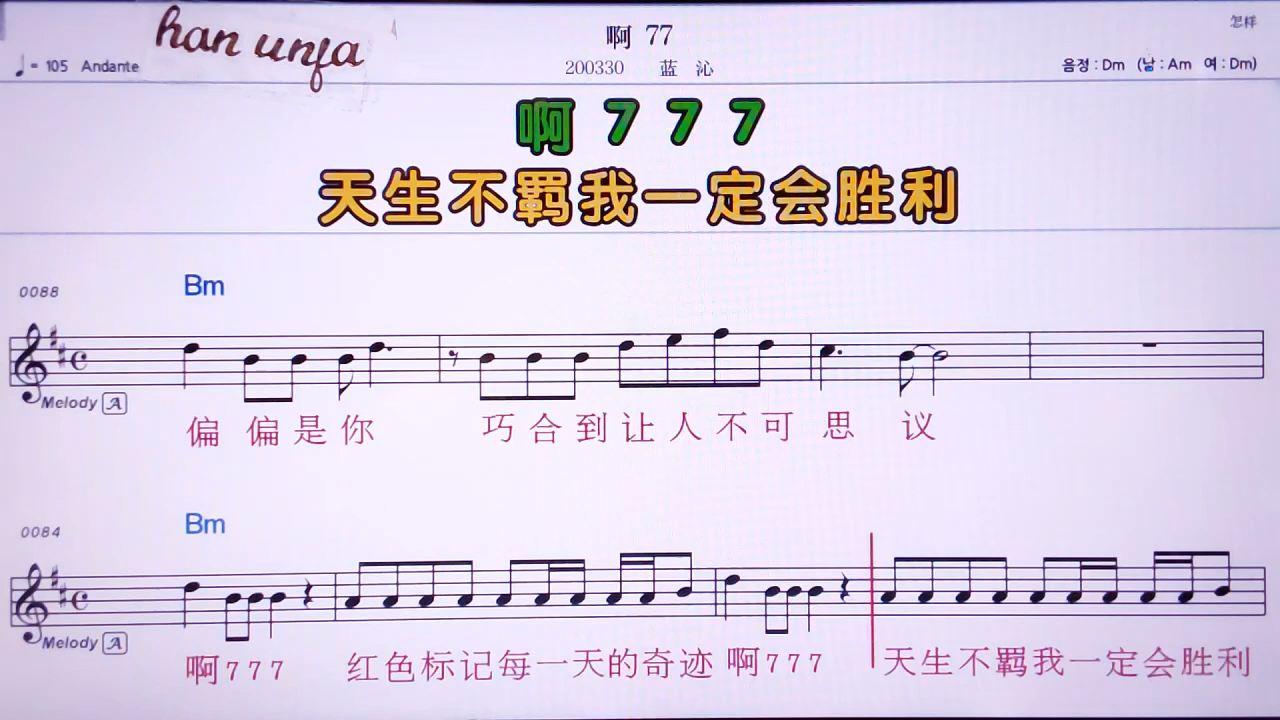 han unfa
啊 77
怎样
♩= 105 Andante
200330 蓝 沁
음정 : Dm (남 : Am 여 : Dm)
啊 7 7 7
天生不羁我一定会胜利
0088
Bm
Melody A
偏 偏 是 你 巧 合 到 让 人 不 可 思 议
0084
Bm
Melody A
啊 7 7 7 红色标记每一天的奇迹 啊 7 7 7 天生不羁我一定会胜利